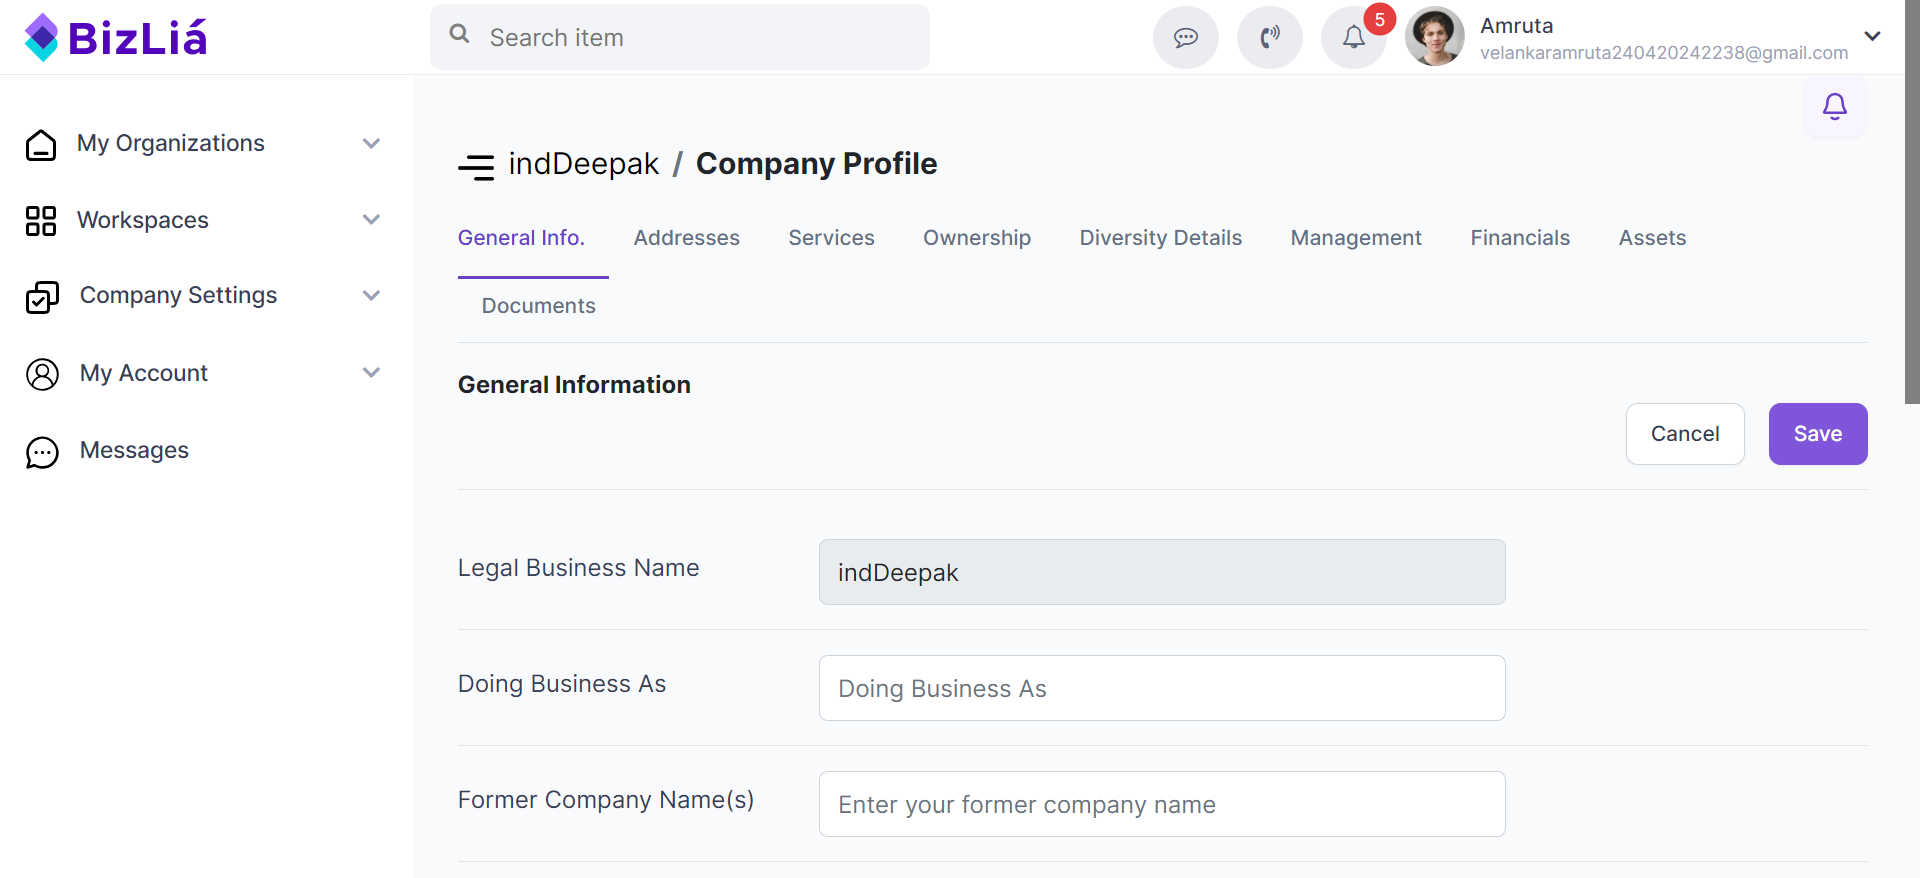 BizLiá
Search item
5
Amruta
velankaramruta240420242238@gmail.com
My Organizations
Workspaces
Company Settings
My Account
Messages
indDeepak / Company Profile
General Info. Addresses Services Ownership Diversity Details Management Financials Assets
Documents
General Information
Cancel Save
Legal Business Name indDeepak
Doing Business As Doing Business As
Former Company Name(s) Enter your former company name